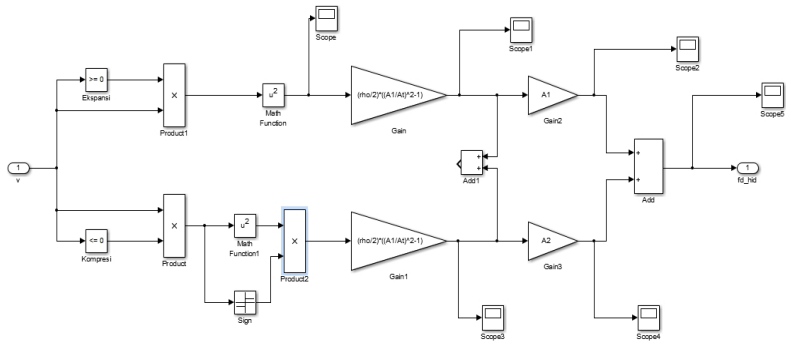 Scope
Scope1
Scope2
>= 0
Ekspansi
×
Product1
u²
Math
Function
(rho/2)*((A1/At)^2-1)
Gain
A1
Gain2
Scope5
1
v
+
+
Add1
+
+
Add
1
fd_hid
<= 0
Kompresi
×
Product
u²
Math
Function1
×
Product2
(rho/2)*((A1/At)^2-1)
Gain1
A2
Gain3
Sign
Scope3
Scope4